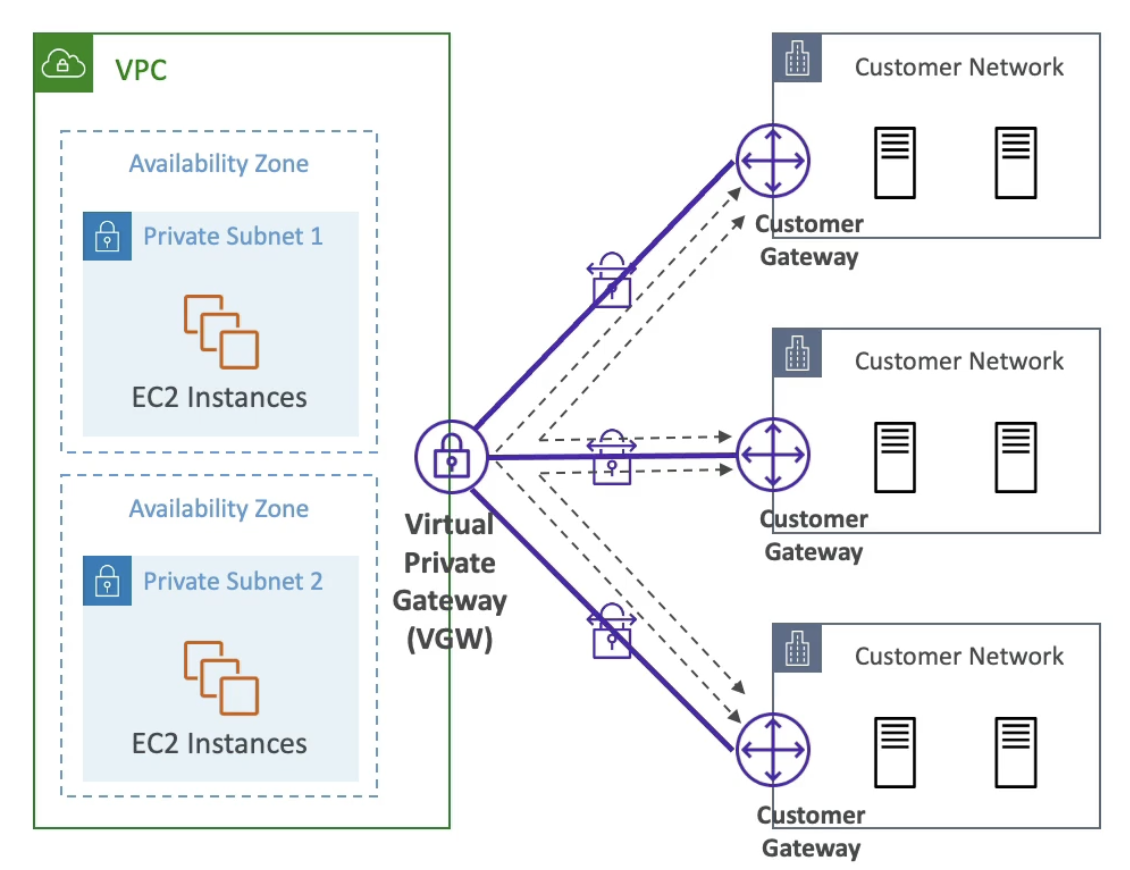 VPC
Availability Zone
Private Subnet 1
EC2 Instances
Availability Zone
Private Subnet 2
EC2 Instances
Virtual
Private
Gateway
(VGW)
Customer Network
Customer
Gateway
Customer Network
Customer
Gateway
Customer Network
Customer
Gateway